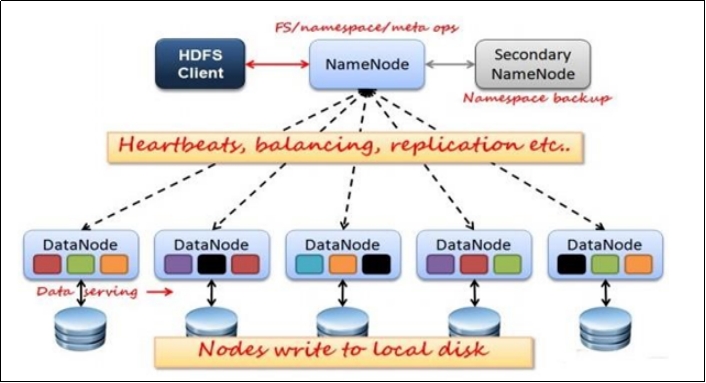 FS/namespace/meta ops
HDFS
Client
NameNode
Secondary
NameNode
Namespace backup
Heartbeats, balancing, replication etc..
DataNode
DataNode
DataNode
DataNode
DataNode
Data serving
Nodes write to local disk